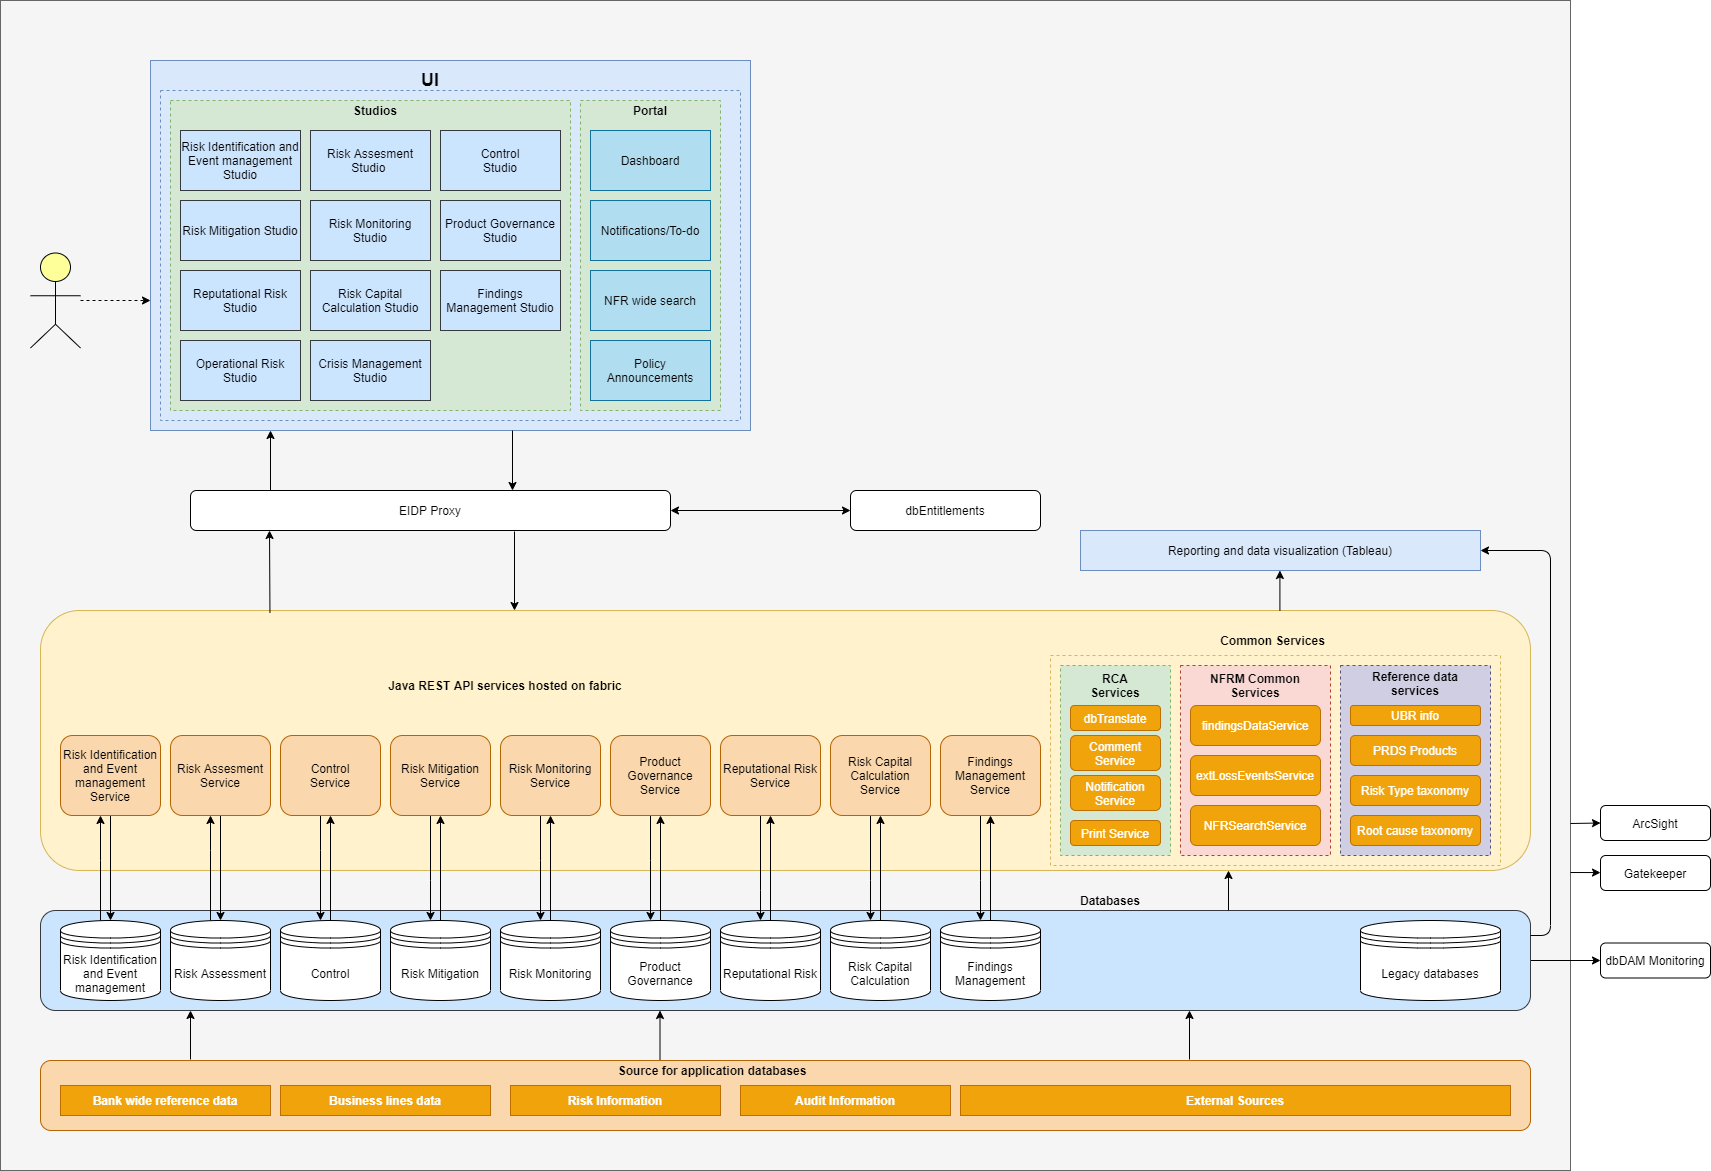 UI
Studios
Portal
Risk Identification and
Event management
Studio
Risk Assesment
Studio
Control
Studio
Dashboard
Risk Mitigation Studio
Risk Monitoring
Studio
Product Governance
Studio
Notifications/To-do
Reputational Risk
Studio
Risk Capital
Calculation Studio
Findings
Management Studio
NFR wide search
Operational Risk
Studio
Crisis Management
Studio
Policy
Announcements
EIDP Proxy
dbEntitlements
Reporting and data visualization (Tableau)
Common Services
Java REST API services hosted on fabric
RCA
Services
dbTranslate
Comment
Service
Notification
Service
Print Service
NFRM Common
Services
findingsDataService
extLossEventsService
NFRSearchService
Reference data
services
UBR info
PRDS Products
Risk Type taxonomy
Root cause taxonomy
Risk Identification
and Event
management
Service
Risk Assesment
Service
Control
Service
Risk Mitigation
Service
Risk Monitoring
Service
Product
Governance
Service
Reputational Risk
Service
Risk Capital
Calculation
Service
Findings
Management
Service
ArcSight
Gatekeeper
dbDAM Monitoring
Databases
Risk Identification
and Event
management
Risk Assessment
Control
Risk Mitigation
Risk Monitoring
Product
Governance
Reputational Risk
Risk Capital
Calculation
Findings
Management
Legacy databases
Source for application databases
Bank wide reference data
Business lines data
Risk Information
Audit Information
External Sources